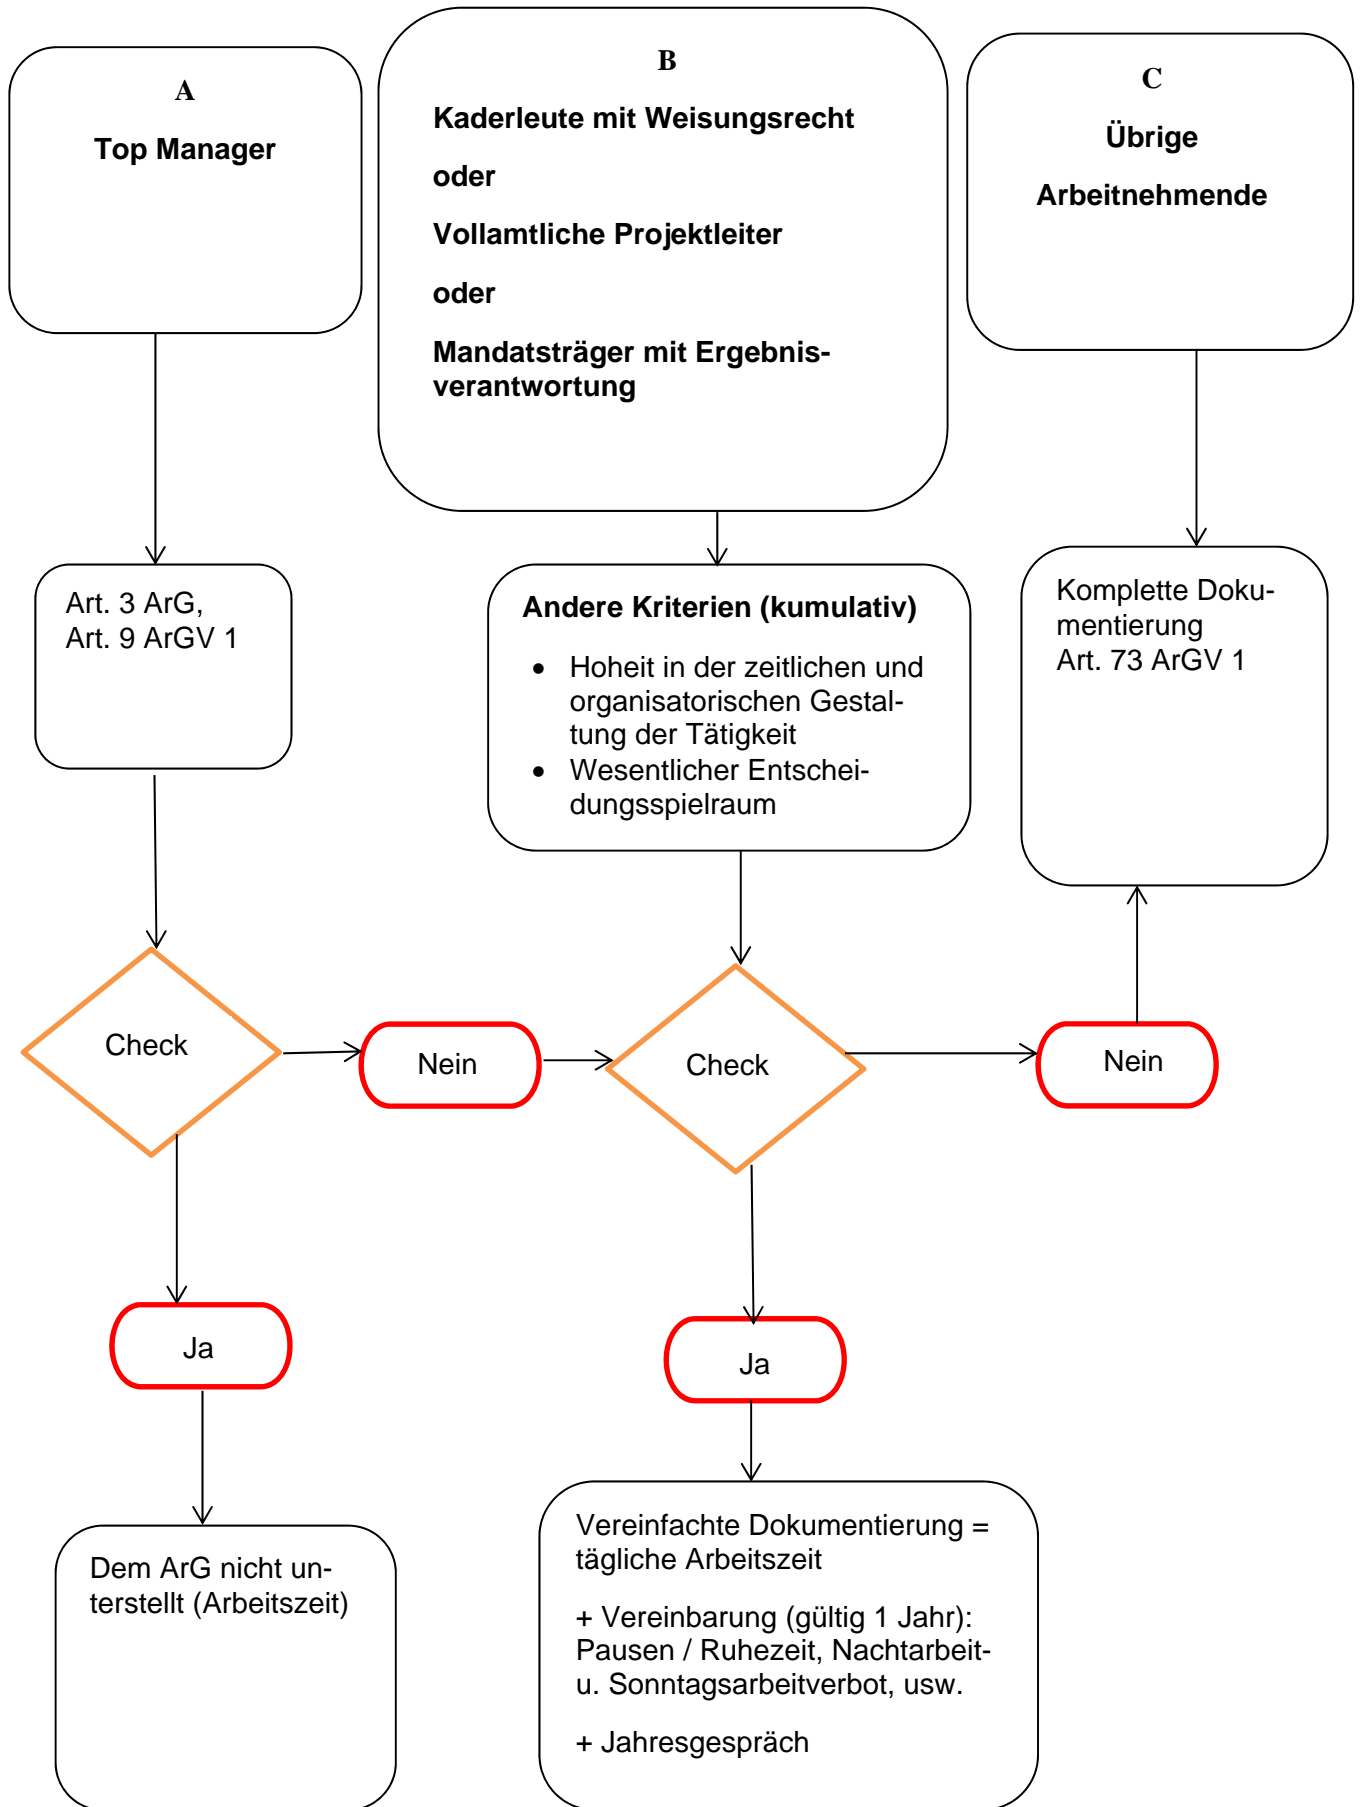 A
Top Manager
B
Kaderleute mit Weisungsrecht
oder
Vollamtliche Projektleiter
oder
Mandatsträger mit Ergebnis-
verantwortung
C
Übrige
Arbeitnehmende
Art. 3 ArG,
Art. 9 ArGV 1
Andere Kriterien (kumulativ)
• Hoheit in der zeitlichen und
organisatorischen Gestal-
tung der Tätigkeit
• Wesentlicher Entschei-
dungsspielraum
Komplette Doku-
mentierung
Art. 73 ArGV 1
Check
Nein
Check
Nein
Ja
Ja
Dem ArG nicht un-
terstellt (Arbeitszeit)
Vereinfachte Dokumentierung =
tägliche Arbeitszeit
+ Vereinbarung (gültig 1 Jahr):
Pausen / Ruhezeit, Nachtarbeit-
u. Sonntagsarbeitverbot, usw.
+ Jahresgespräch